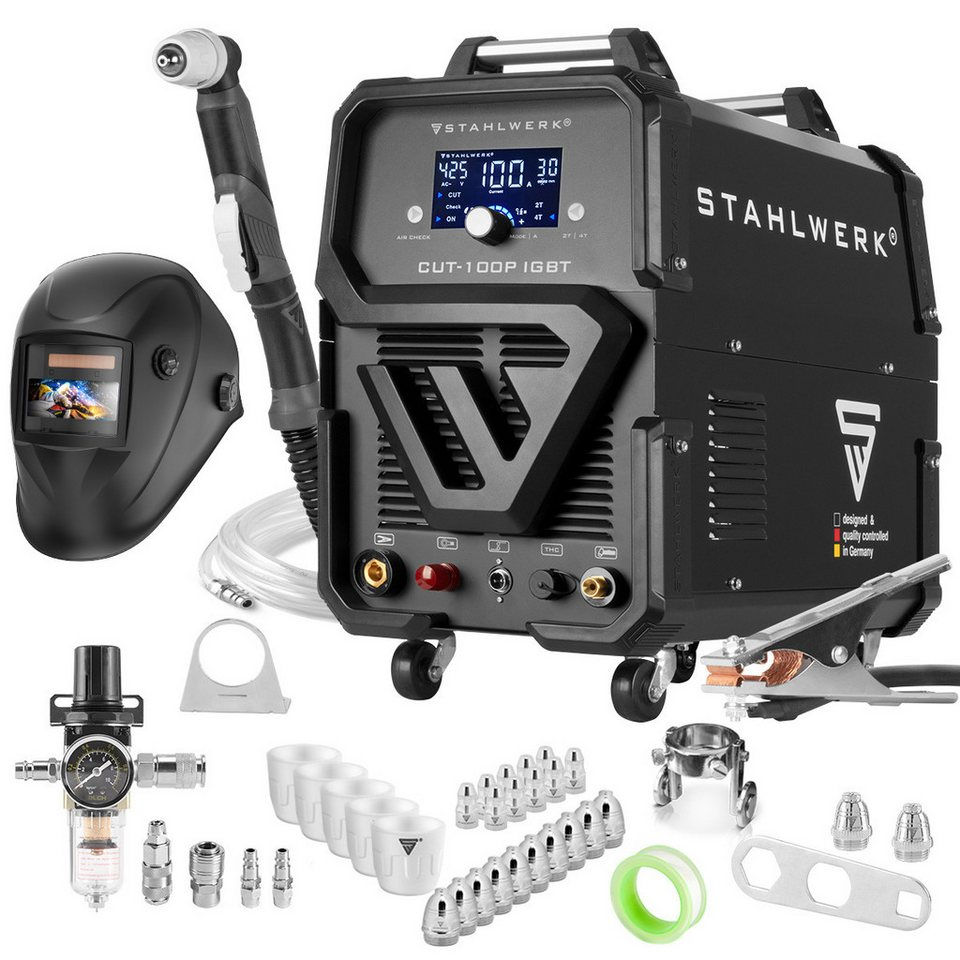 STAHLWERK®
STAHLWERK®
425 100 A 30
AC~ V Current
CUT
Check
ON
2T
4T
AIR CHECK
MODE | A
2T | 4T
CUT-100P IGBT
STAHLWERK®
designed &
quality controlled
in Germany
THC